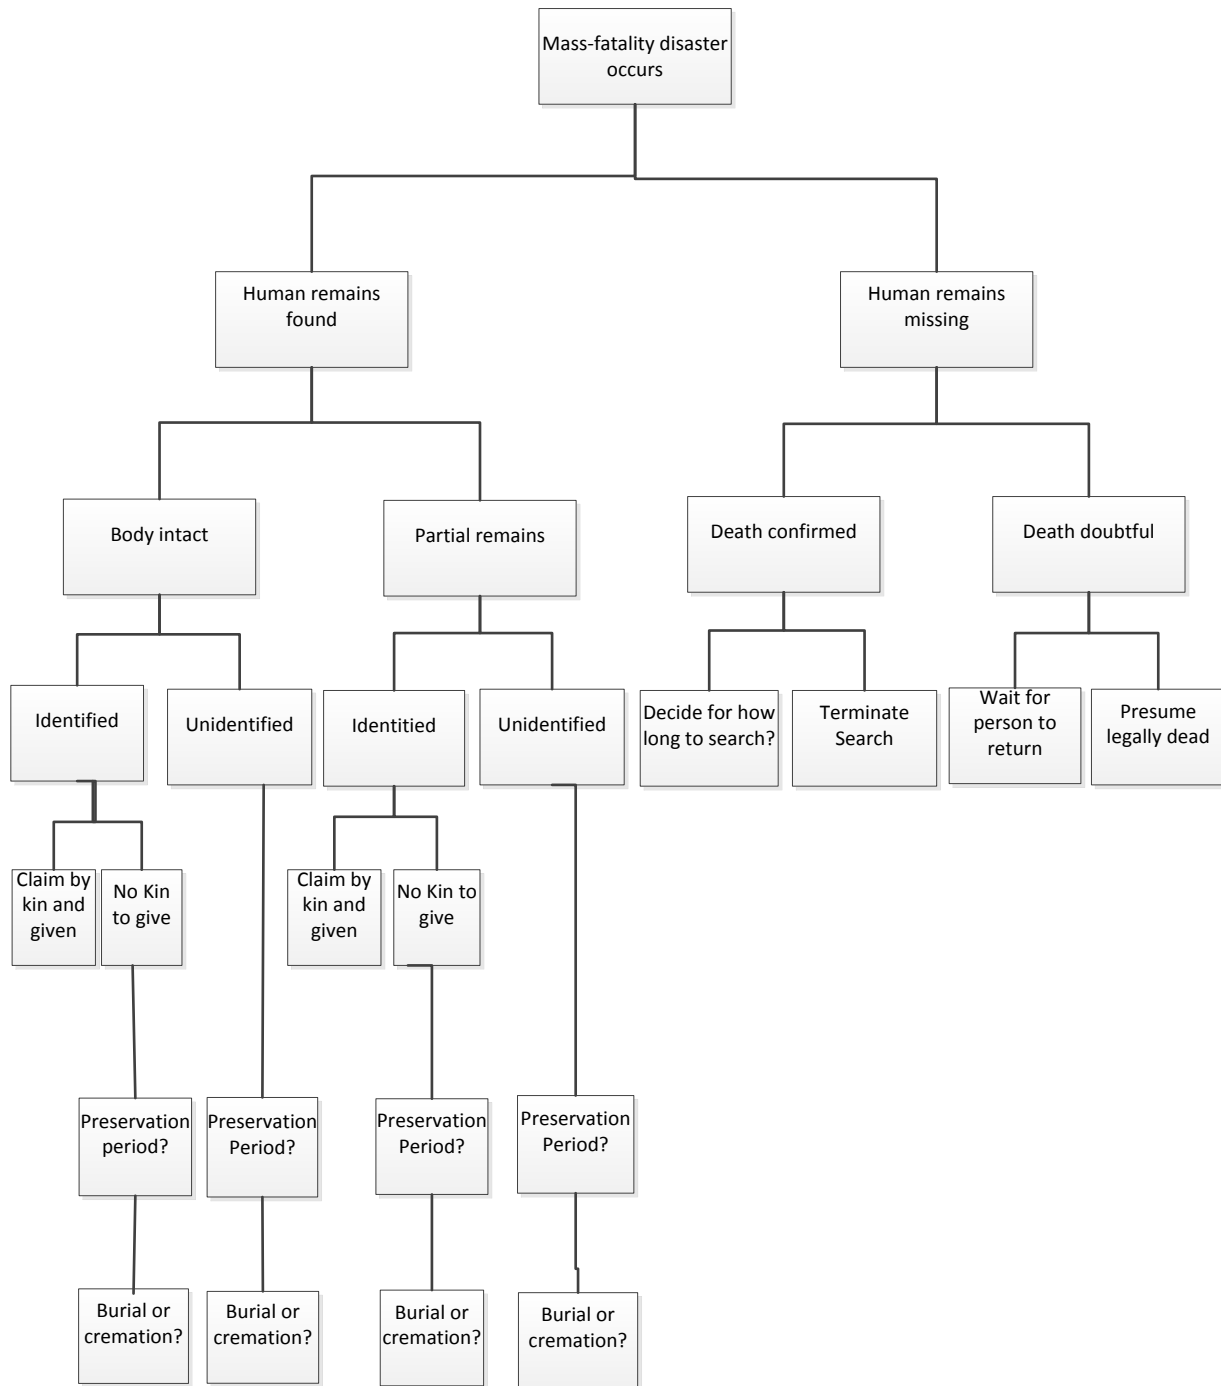 Mass-fatality disaster
occurs
Human remains
found
Human remains
missing
Body intact
Partial remains
Death confirmed
Death doubtful
Identified
Unidentified
Identitied
Unidentified
Decide for how
long to search?
Terminate
Search
Wait for
person to
return
Presume
legally dead
Claim by
kin and
given
No Kin
to give
Claim by
kin and
given
No Kin to
give
Preservation
period?
Preservation
Period?
Preservation
Period?
Preservation
Period?
Burial or
cremation?
Burial or
cremation?
Burial or
cremation?
Burial or
cremation?